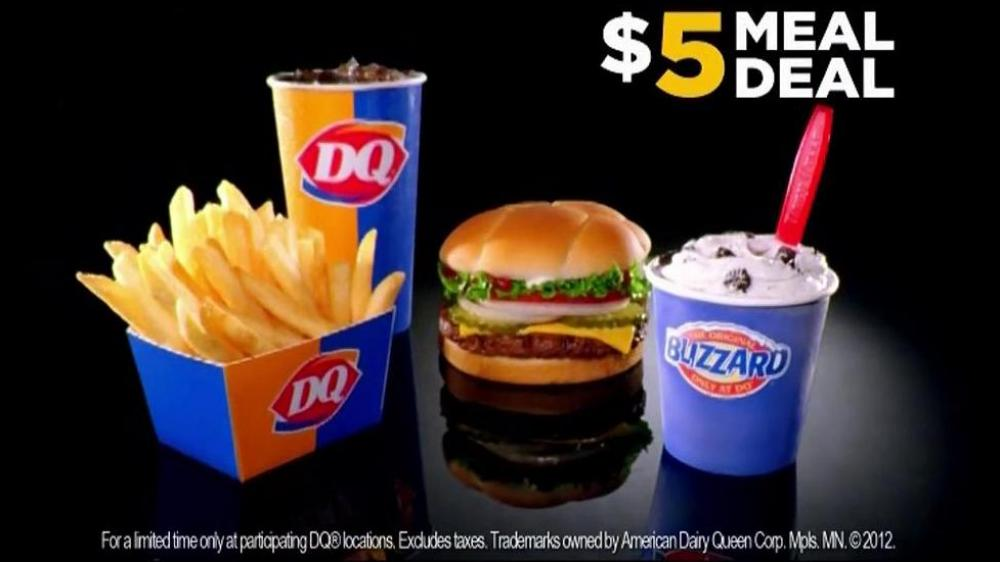 $5 MEAL
DEAL
DQ
DQ
THE ORIGINAL
BLIZZARD
ONLY AT DQ
For a limited time only at participating DQ® locations. Excludes taxes. Trademarks owned by American Dairy Queen Corp. Mpls. MN. ©2012.